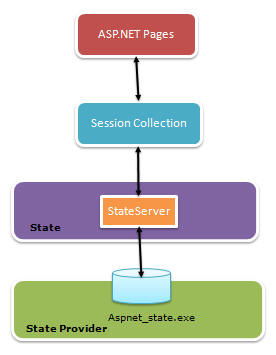 ASP.NET Pages
Session Collection
StateServer
State
Aspnet_state.exe
State Provider